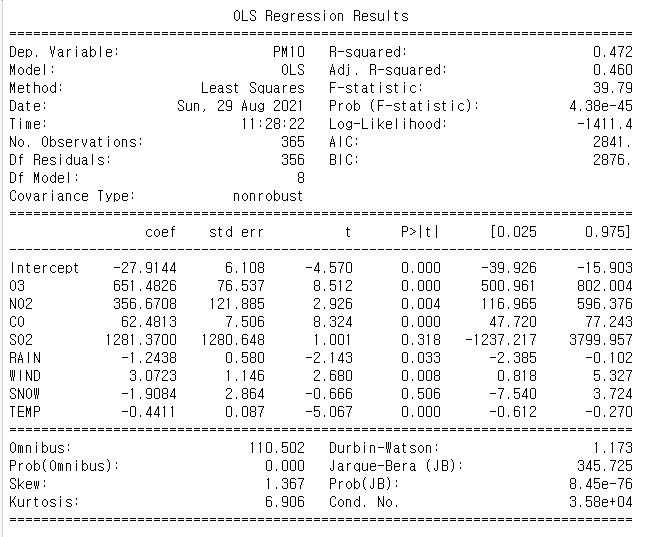 OLS Regression Results
==============================================================================
Dep. Variable: PM10 R-squared: 0.472
Model: OLS Adj. R-squared: 0.460
Method: Least Squares F-statistic: 39.79
Date: Sun, 29 Aug 2021 Prob (F-statistic): 4.38e-45
Time: 11:28:22 Log-Likelihood: -1411.4
No. Observations: 365 AIC: 2841.
Df Residuals: 356 BIC: 2876.
Df Model: 8
Covariance Type: nonrobust
==============================================================================
coef std err t P>|t| [0.025 0.975]
------------------------------------------------------------------------------
Intercept -27.9144 6.108 -4.570 0.000 -39.926 -15.903
O3 651.4826 76.537 8.512 0.000 500.961 802.004
NO2 356.6708 121.885 2.926 0.004 116.965 596.376
CO 62.4813 7.506 8.324 0.000 47.720 77.243
SO2 1281.3700 1280.648 1.001 0.318 -1237.217 3799.957
RAIN -1.2438 0.580 -2.143 0.033 -2.385 -0.102
WIND 3.0723 1.146 2.680 0.008 0.818 5.327
SNOW -1.9084 2.864 -0.666 0.506 -7.540 3.724
TEMP -0.4411 0.087 -5.067 0.000 -0.612 -0.270
==============================================================================
Omnibus: 110.502 Durbin-Watson: 1.173
Prob(Omnibus): 0.000 Jarque-Bera (JB): 345.725
Skew: 1.367 Prob(JB): 8.45e-76
Kurtosis: 6.906 Cond. No. 3.58e+04
==============================================================================